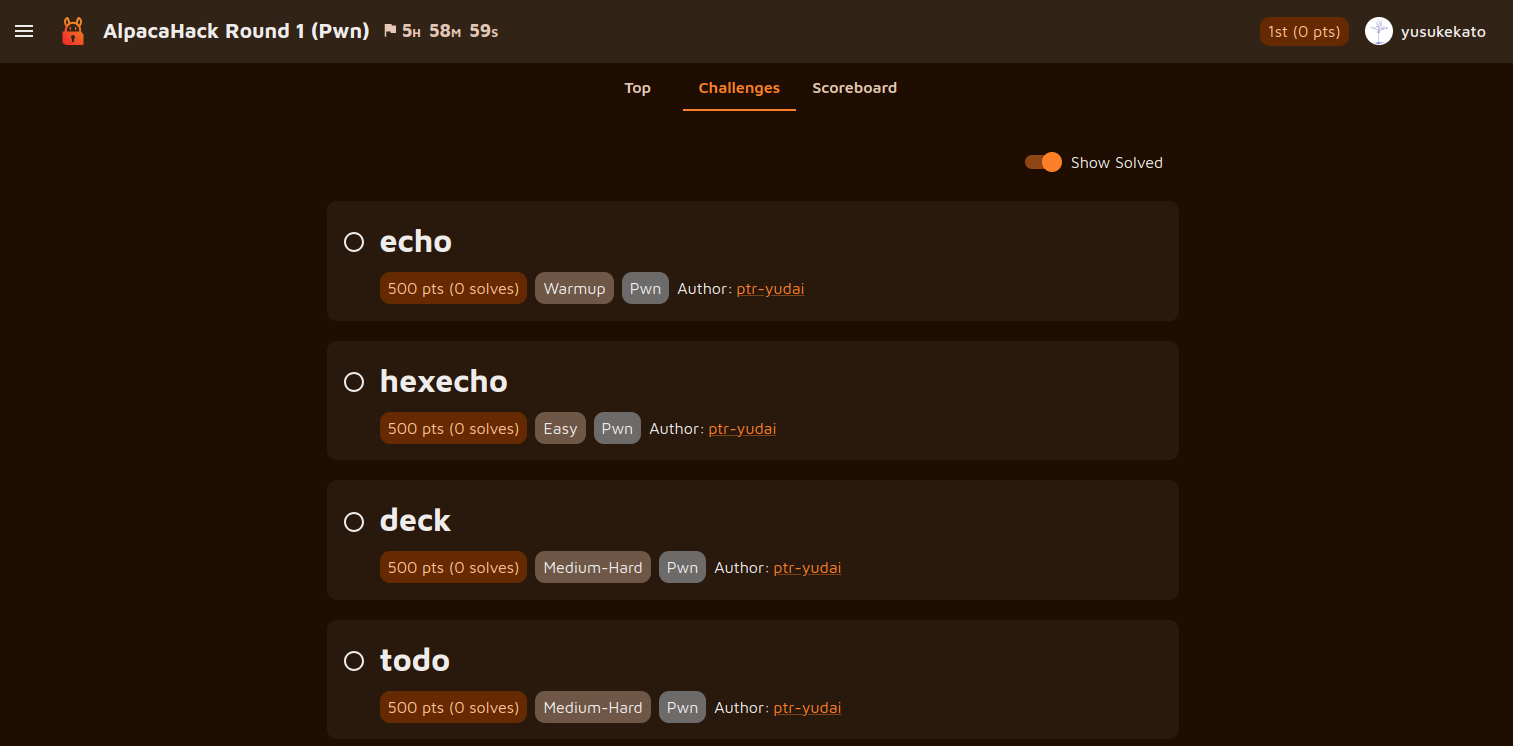 AlpacaHack Round 1 (Pwn) 5H 58M 59S 1st (0 pts) yusukekato
Top Challenges Scoreboard
Show Solved
echo
500 pts (0 solves) Warmup Pwn Author: ptr-yudai
hexecho
500 pts (0 solves) Easy Pwn Author: ptr-yudai
deck
500 pts (0 solves) Medium-Hard Pwn Author: ptr-yudai
todo
500 pts (0 solves) Medium-Hard Pwn Author: ptr-yudai